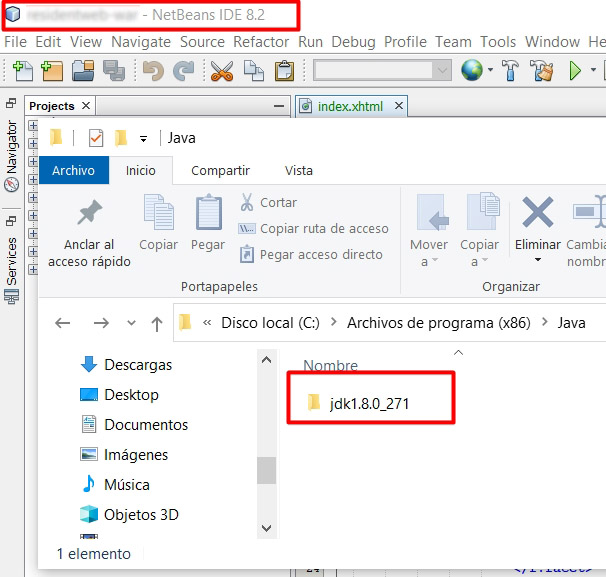 - NetBeans IDE 8.2
File Edit View Navigate Source Refactor Run Debug Profile Team Tools Window He
Projects
index.xhtml
Navigator
Services
Java
Archivo Inicio Compartir Vista
Anclar al acceso rápido
Copiar
Pegar
Cortar
Copiar ruta de acceso
Pegar acceso directo
Mover a
Copiar a
Eliminar
Cambia
nombr
Portapapeles
Organizar
« Disco local (C:) > Archivos de programa (x86) > Java
Descargas
Desktop
Documentos
Imágenes
Música
Objetos 3D
Nombre
jdk1.8.0_271
1 elemento